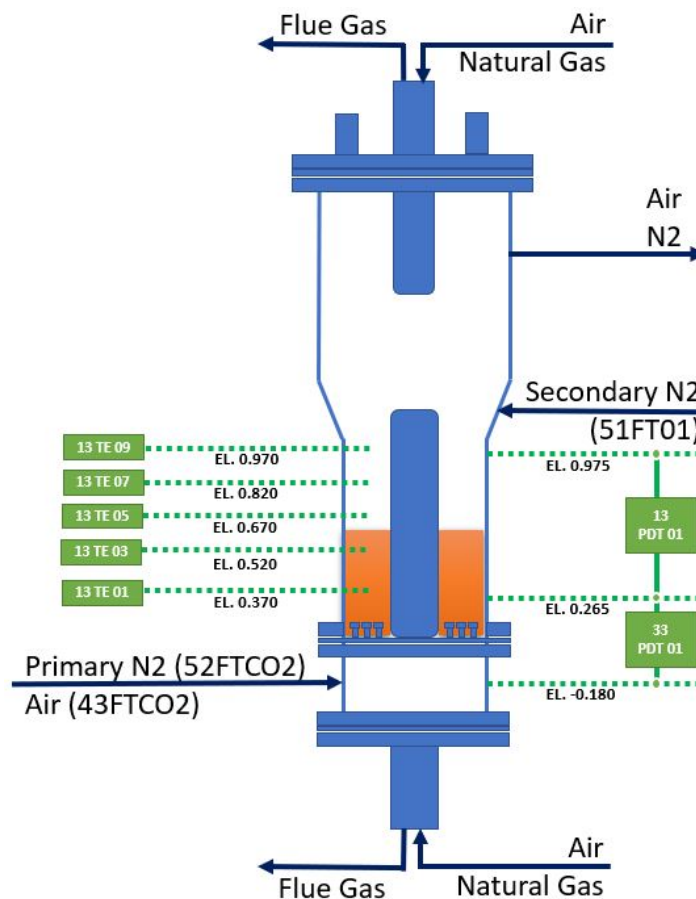 Flue Gas
Air
Natural Gas
Air
N2
Secondary N2
(51FT01)
13 TE 09
EL. 0.970
EL. 0.975
13 TE 07
EL. 0.820
13 TE 05
EL. 0.670
13
PDT 01
13 TE 03
EL. 0.520
13 TE 01
EL. 0.370
EL. 0.265
33
PDT 01
Primary N2 (52FTCO2)
Air (43FTCO2)
EL. -0.180
Air
Natural Gas
Flue Gas